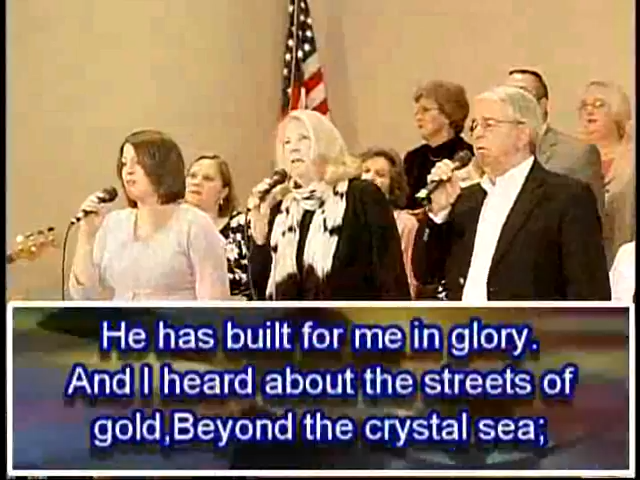 He has built for me in glory.
And I heard about the streets of
gold,Beyond the crystal sea;